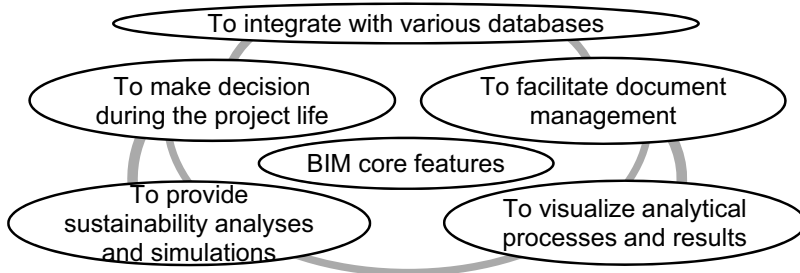 To integrate with various databases
To make decision
during the project life
To facilitate document
management
BIM core features
To provide
sustainability analyses
and simulations
To visualize analytical
processes and results